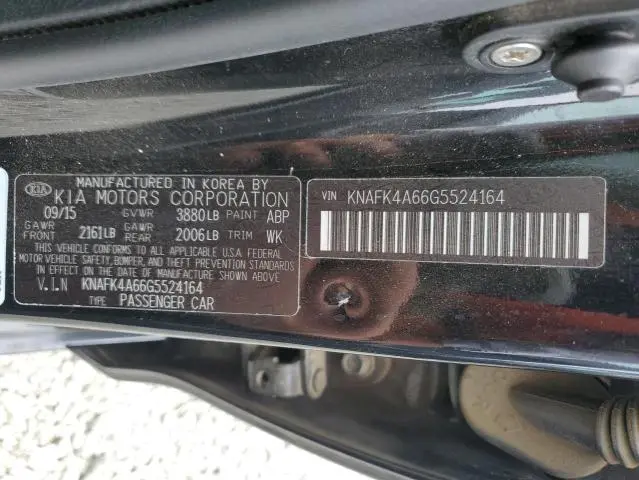 MANUFACTURED IN KOREA BY
KIA KIA MOTORS CORPORATION
09/15 GVWR 3880LB PAINT ABP
GAWR FRONT 2161LB GAWR REAR 2006LB TRIM WK
THIS VEHICLE CONFORMS TO ALL APPLICABLE U.S.A. FEDERAL
MOTOR VEHICLE SAFETY, BUMPER, AND THEFT PREVENTION STANDARDS
IN EFFECT ON THE DATE OF MANUFACTURE SHOWN ABOVE
V.I.N KNAFK4A66G5524164
TYPE PASSENGER CAR
VIN KNAFK4A66G5524164